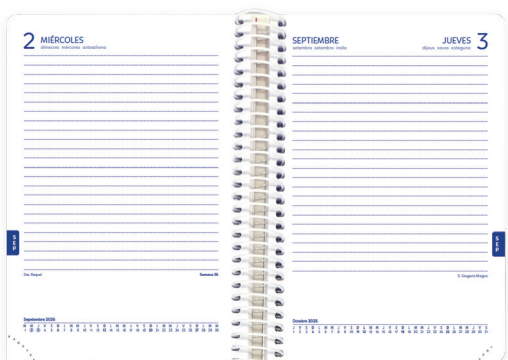 2 MIÉRCOLES
dimecres mércores asteazkena
SEP
Sta. Raquel
Semana 36
Septiembre 2026
SEPTIEMBRE
setembre setembro iraila
JUEVES 3
dijous xoves osteguna
SEP
S. Gregorio Magno
Octubre 2026